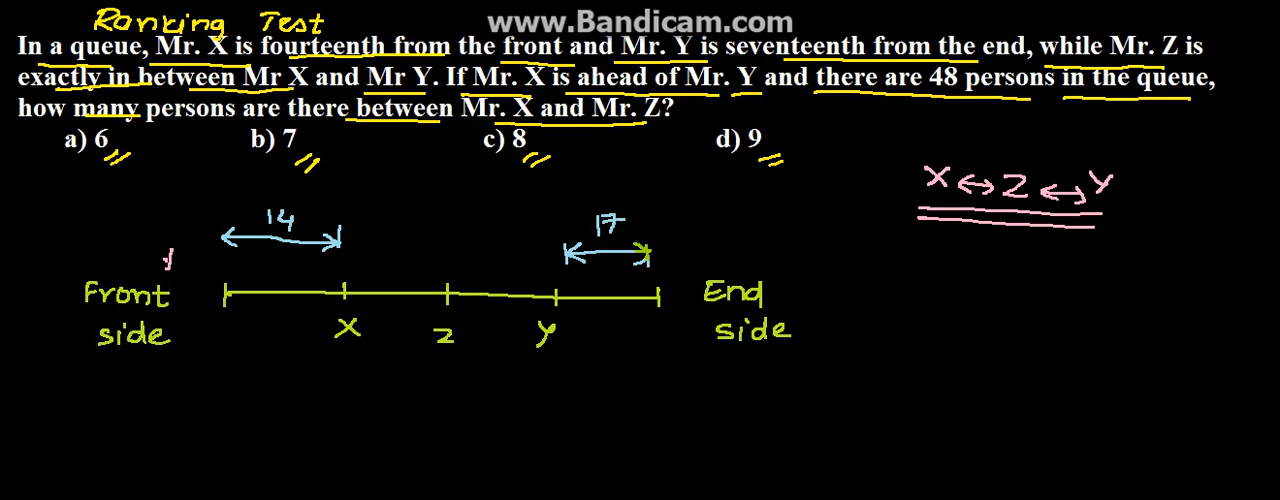 Ranking Test
www.Bandicam.com
In a queue, Mr. X is fourteenth from the front and Mr. Y is seventeenth from the end, while Mr. Z is
exactly in between Mr X and Mr Y. If Mr. X is ahead of Mr. Y and there are 48 persons in the queue,
how many persons are there between Mr. X and Mr. Z?
a) 6 b) 7 c) 8 d) 9
X ↔ Z ↔ Y
14 17
Front End
side X Z Y side